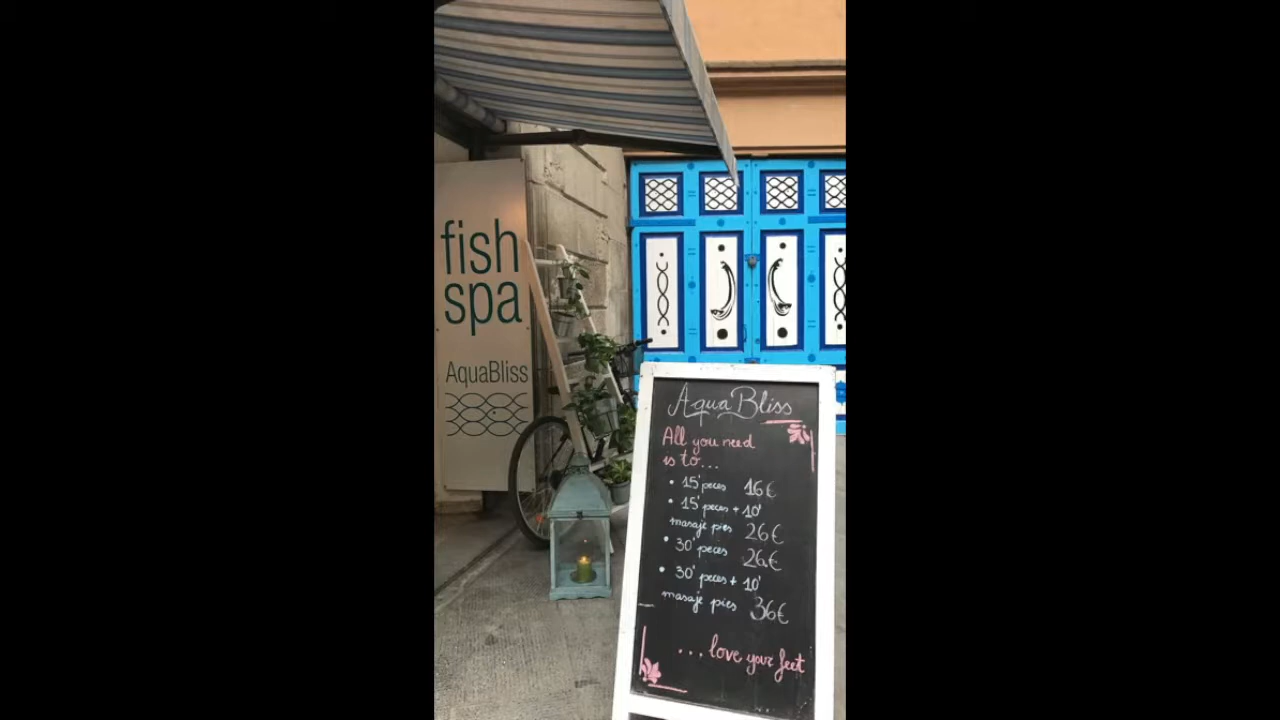 fish
spa
AquaBliss
AquaBliss
All you need
is to...
• 15' peces 16€
• 15' peces + 10'
masaje pies 26€
• 30' peces 26€
• 30' peces + 10'
masaje pies 36€
...love your feet